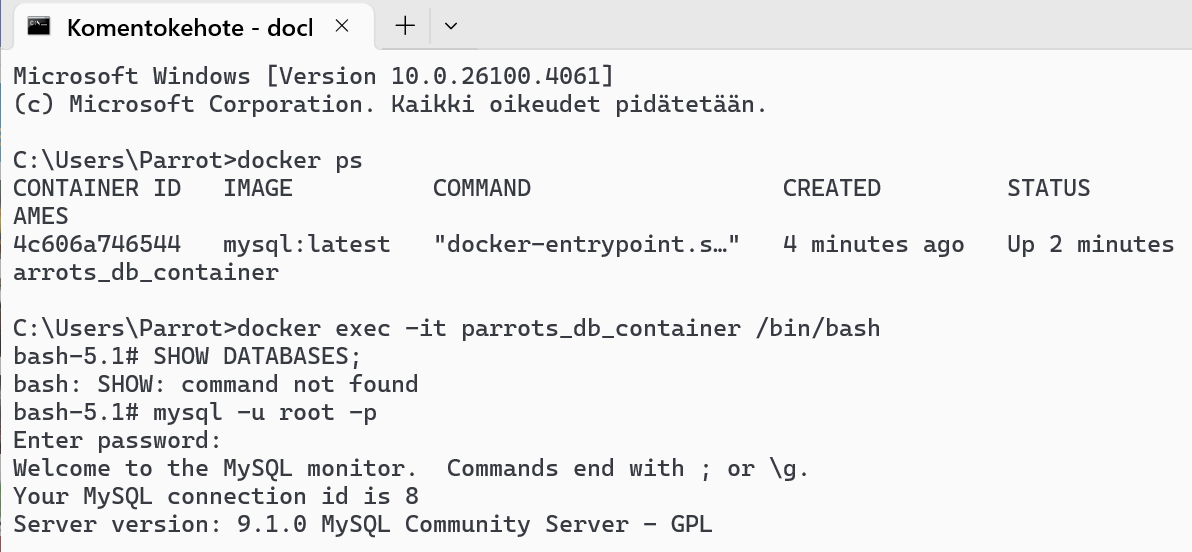 Komentokehote - docl
Microsoft Windows [Version 10.0.26100.4061]
(c) Microsoft Corporation. Kaikki oikeudet pidätetään.
C:\Users\Parrot>docker ps
CONTAINER ID   IMAGE          COMMAND                  CREATED         STATUS
AMES
4c606a746544   mysql:latest   "docker-entrypoint.s…"   4 minutes ago   Up 2 minutes
arrots_db_container
C:\Users\Parrot>docker exec -it parrots_db_container /bin/bash
bash-5.1# SHOW DATABASES;
bash: SHOW: command not found
bash-5.1# mysql -u root -p
Enter password:
Welcome to the MySQL monitor.  Commands end with ; or \g.
Your MySQL connection id is 8
Server version: 9.1.0 MySQL Community Server - GPL